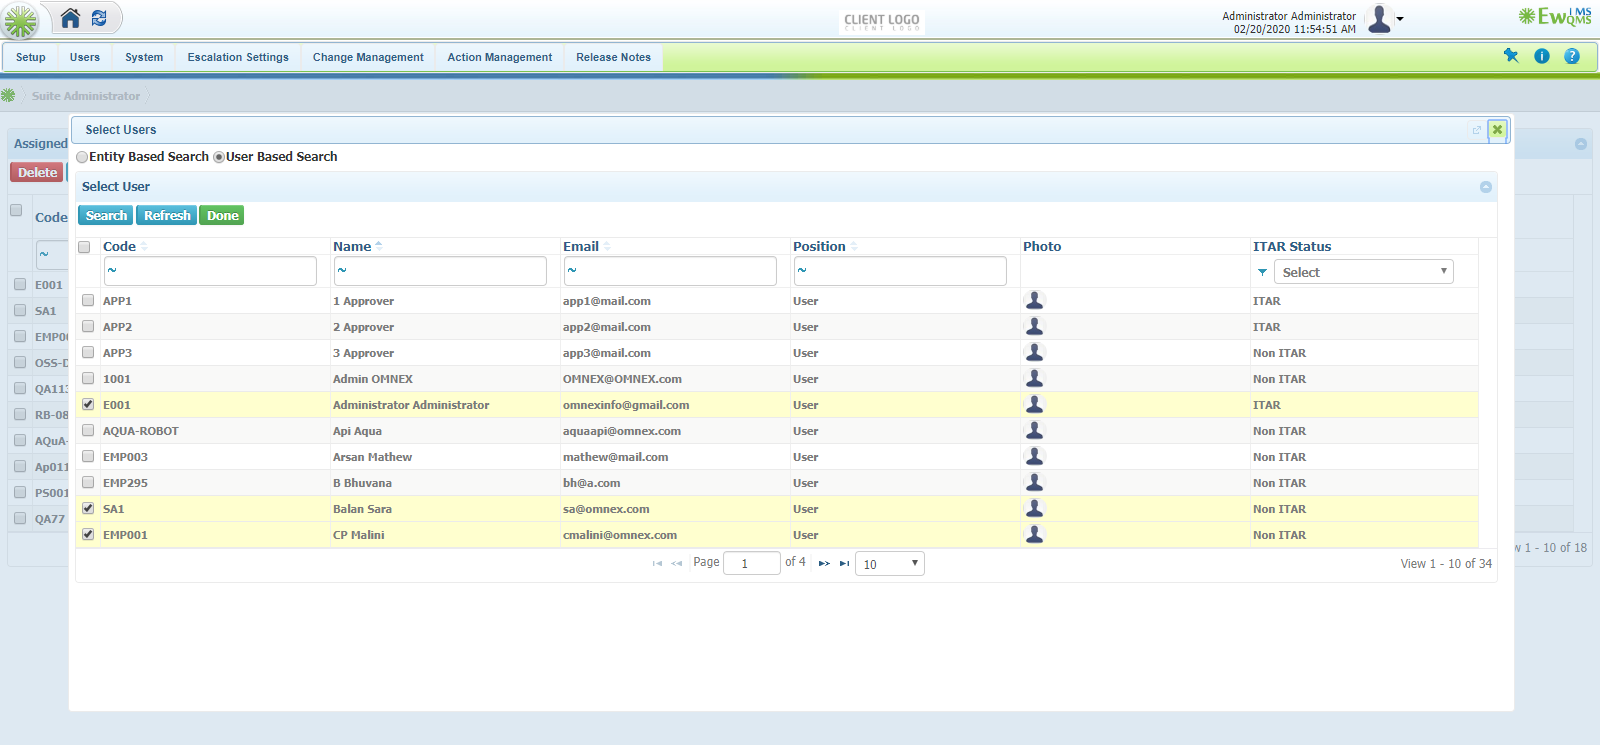 CLIENT LOGO
CLIENT LOGO
Administrator Administrator
02/20/2020 11:54:51 AM
EwQMS
IMS
Setup Users System Escalation Settings Change Management Action Management Release Notes
Suite Administrator
Assigned
Delete
Code
~
E001
SA1
EMP00
OSS-D
QA113
RB-08
AQuA-
Ap011
PS001
QA77
Select Users
Entity Based Search User Based Search
Select User
Search Refresh Done
Code Name Email Position Photo ITAR Status
~ ~ ~ ~ Select
APP1 1 Approver app1@mail.com User ITAR
APP2 2 Approver app2@mail.com User ITAR
APP3 3 Approver app3@mail.com User Non ITAR
1001 Admin OMNEX OMNEX@OMNEX.com User Non ITAR
E001 Administrator Administrator omnexinfo@gmail.com User ITAR
AQUA-ROBOT Api Aqua aquaapi@omnex.com User Non ITAR
EMP003 Arsan Mathew mathew@mail.com User Non ITAR
EMP295 B Bhuvana bh@a.com User Non ITAR
SA1 Balan Sara sa@omnex.com User Non ITAR
EMP001 CP Malini cmalini@omnex.com User Non ITAR
Page 1 of 4 10 View 1 - 10 of 34
w 1 - 10 of 18